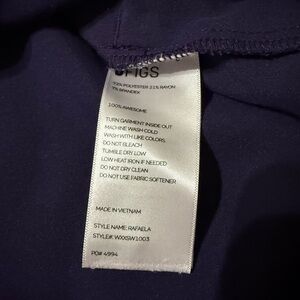 FIGS
72% POLYESTER 21% RAYON
7% SPANDEX
100% AWESOME
TURN GARMENT INSIDE OUT
MACHINE WASH COLD
WASH WITH LIKE COLORS
DO NOT BLEACH
TUMBLE DRY LOW
LOW HEAT IRON IF NEEDED
DO NOT DRY CLEAN
DO NOT USE FABRIC SOFTENER
MADE IN VIETNAM
STYLE NAME: RAFAELA
STYLE#: WXXSW1003
PO# 4994